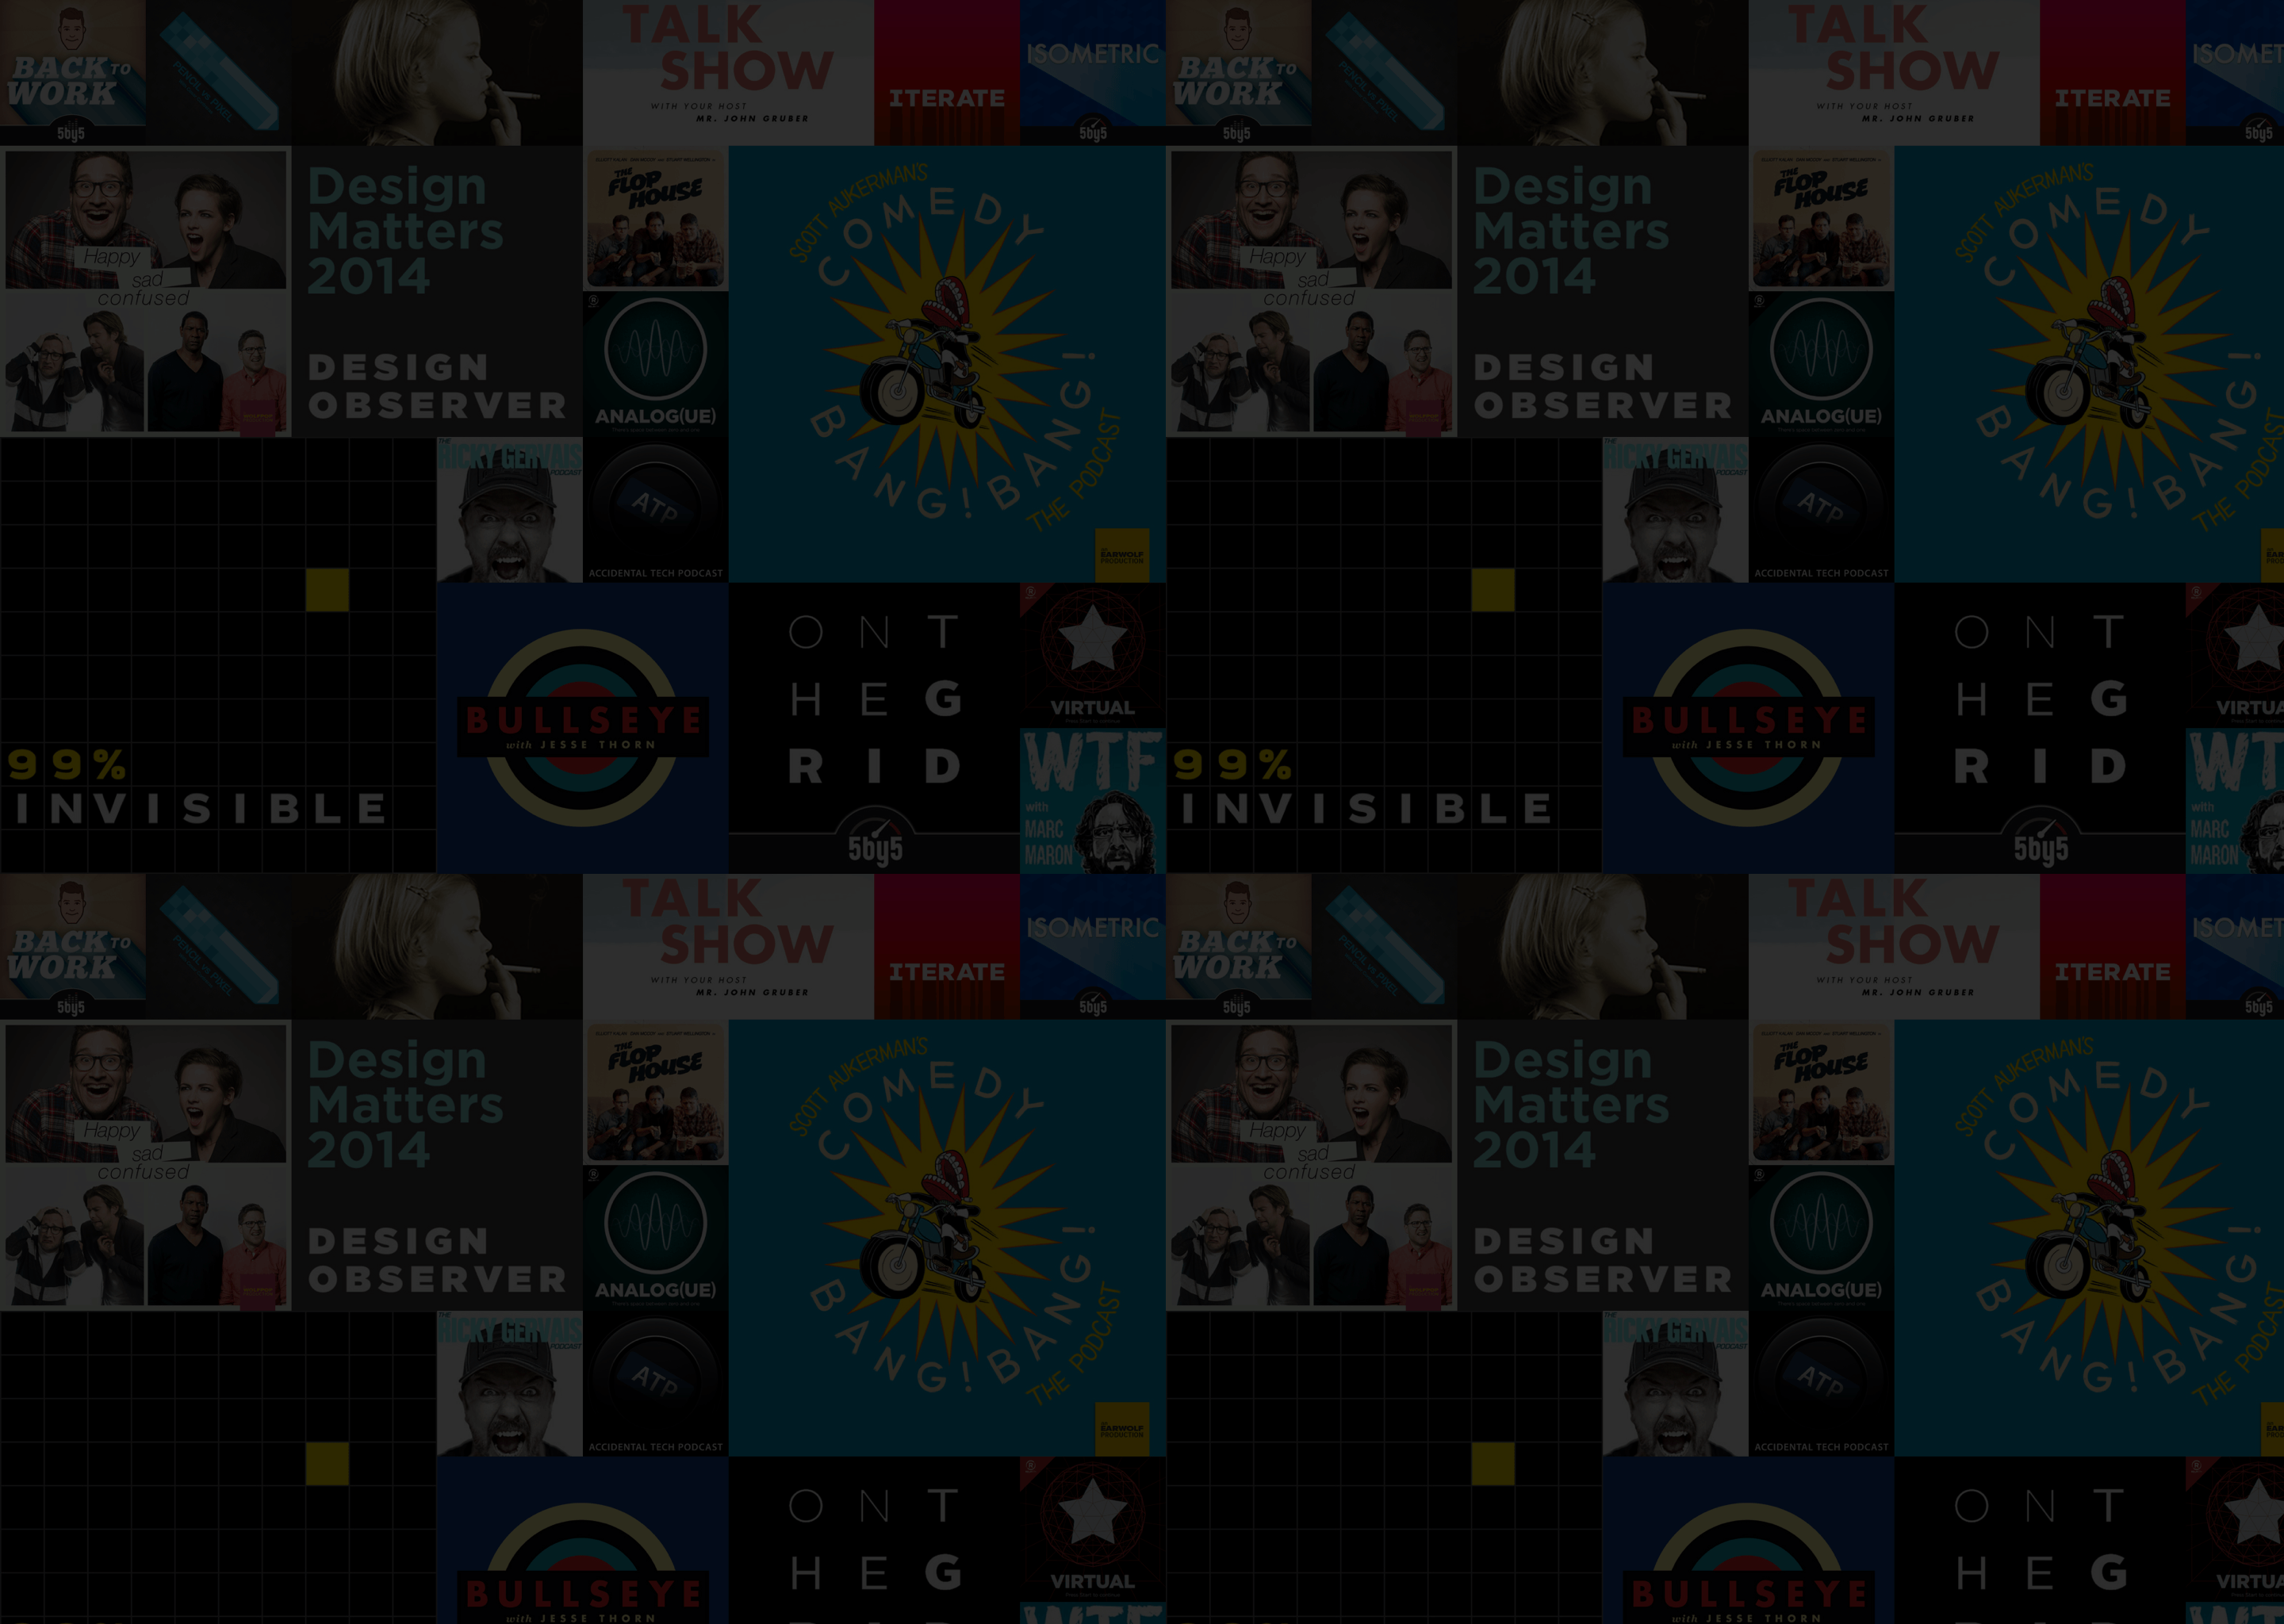 BACK TO
WORK
5by5
PENCIL vs PIXEL
TALK
SHOW
WITH YOUR HOST
MR. JOHN GRUBER
ITERATE
ISOMETRIC
5by5
BACK TO
WORK
5by5
PENCIL vs PIXEL
TALK
SHOW
WITH YOUR HOST
MR. JOHN GRUBER
ITERATE
ISOMET
5by5
Happy
sad
confused
Design
Matters
2014
DESIGN
OBSERVER
THE
FLOP
HOUSE
ANALOG(UE)
SCOTT AUKERMAN'S
COMEDY
BANG! BANG!
THE PODCAST
EARWOLF
PRODUCTION
Happy
sad
confused
Design
Matters
2014
DESIGN
OBSERVER
THE
FLOP
HOUSE
ANALOG(UE)
SCOTT AUKERMAN'S
COMEDY
BANG! BANG!
THE PODCAST
99%
INVISIBLE
THE
RICKY GERVAIS
PODCAST
ATP
ACCIDENTAL TECH PODCAST
BULLSEYE
with JESSE THORN
ON T
HE G
RID
5by5
VIRTUAL
WTF
with
MARC
MARON
99%
INVISIBLE
THE
RICKY GERVAIS
PODCAST
ATP
ACCIDENTAL TECH PODCAST
BULLSEYE
with JESSE THORN
ON T
HE G
RID
5by5
VIRTUA
WT
with
MARC
MARON
BACK TO
WORK
5by5
PENCIL vs PIXEL
TALK
SHOW
WITH YOUR HOST
MR. JOHN GRUBER
ITERATE
ISOMETRIC
5by5
BACK TO
WORK
5by5
PENCIL vs PIXEL
TALK
SHOW
WITH YOUR HOST
MR. JOHN GRUBER
ITERATE
ISOMET
5by5
Happy
sad
confused
Design
Matters
2014
DESIGN
OBSERVER
THE
FLOP
HOUSE
ANALOG(UE)
SCOTT AUKERMAN'S
COMEDY
BANG! BANG!
THE PODCAST
EARWOLF
PRODUCTION
Happy
sad
confused
Design
Matters
2014
DESIGN
OBSERVER
THE
FLOP
HOUSE
ANALOG(UE)
SCOTT AUKERMAN'S
COMEDY
BANG! BANG!
THE PODCAST
THE
RICKY GERVAIS
PODCAST
ATP
ACCIDENTAL TECH PODCAST
BULLSEYE
with JESSE THORN
ON T
HE G
VIRTUAL
THE
RICKY GERVAIS
PODCAST
ATP
ACCIDENTAL TECH PODCAST
BULLSEYE
with JESSE THORN
ON T
HE G
VIRTUA